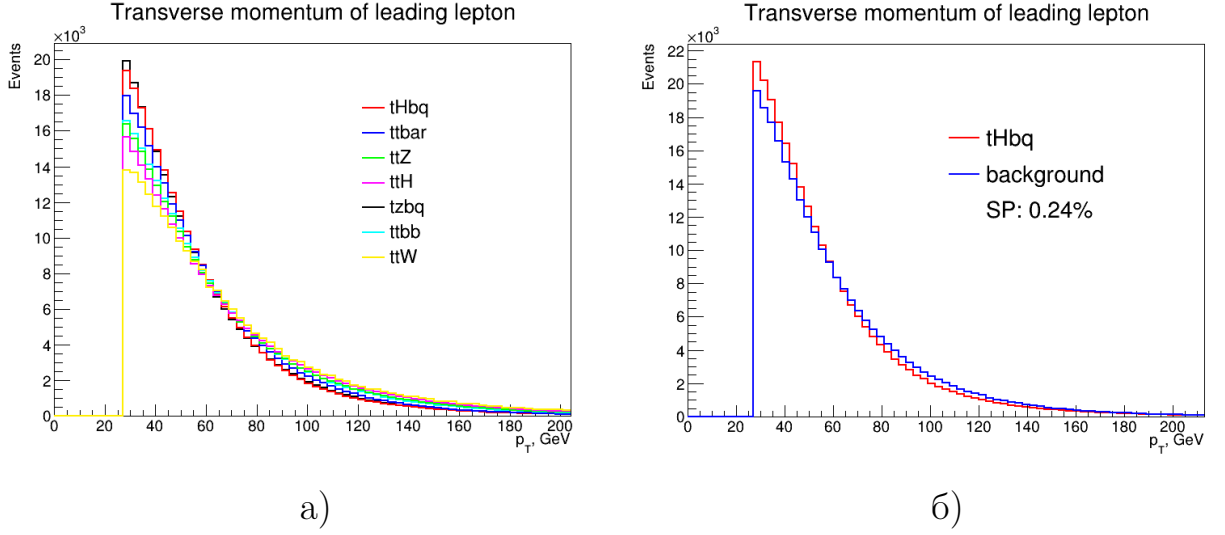 Transverse momentum of leading lepton
×10³
Events
20
18
16
14
12
10
8
6
4
2
0
tHbq
ttbar
ttZ
ttH
tzbq
ttbb
ttW
0 20 40 60 80 100 120 140 160 180 200
p_T, GeV
а)
Transverse momentum of leading lepton
×10³
Events
22
20
18
16
14
12
10
8
6
4
2
0
tHbq
background
SP: 0.24%
0 20 40 60 80 100 120 140 160 180 200
p_T, GeV
б)